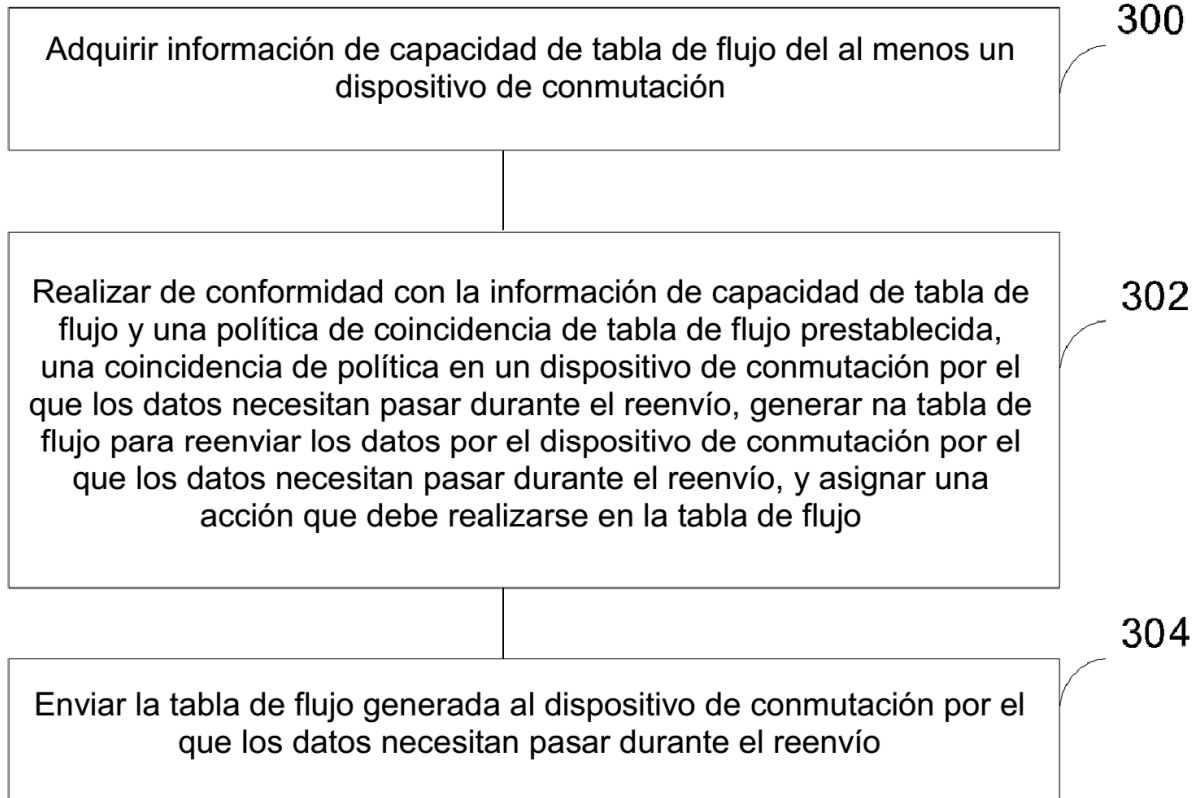 300
Adquirir información de capacidad de tabla de flujo del al menos un
dispositivo de conmutación
302
Realizar de conformidad con la información de capacidad de tabla de
flujo y una política de coincidencia de tabla de flujo prestablecida,
una coincidencia de política en un dispositivo de conmutación por el
que los datos necesitan pasar durante el reenvío, generar na tabla de
flujo para reenviar los datos por el dispositivo de conmutación por el
que los datos necesitan pasar durante el reenvío, y asignar una
acción que debe realizarse en la tabla de flujo
304
Enviar la tabla de flujo generada al dispositivo de conmutación por el
que los datos necesitan pasar durante el reenvío